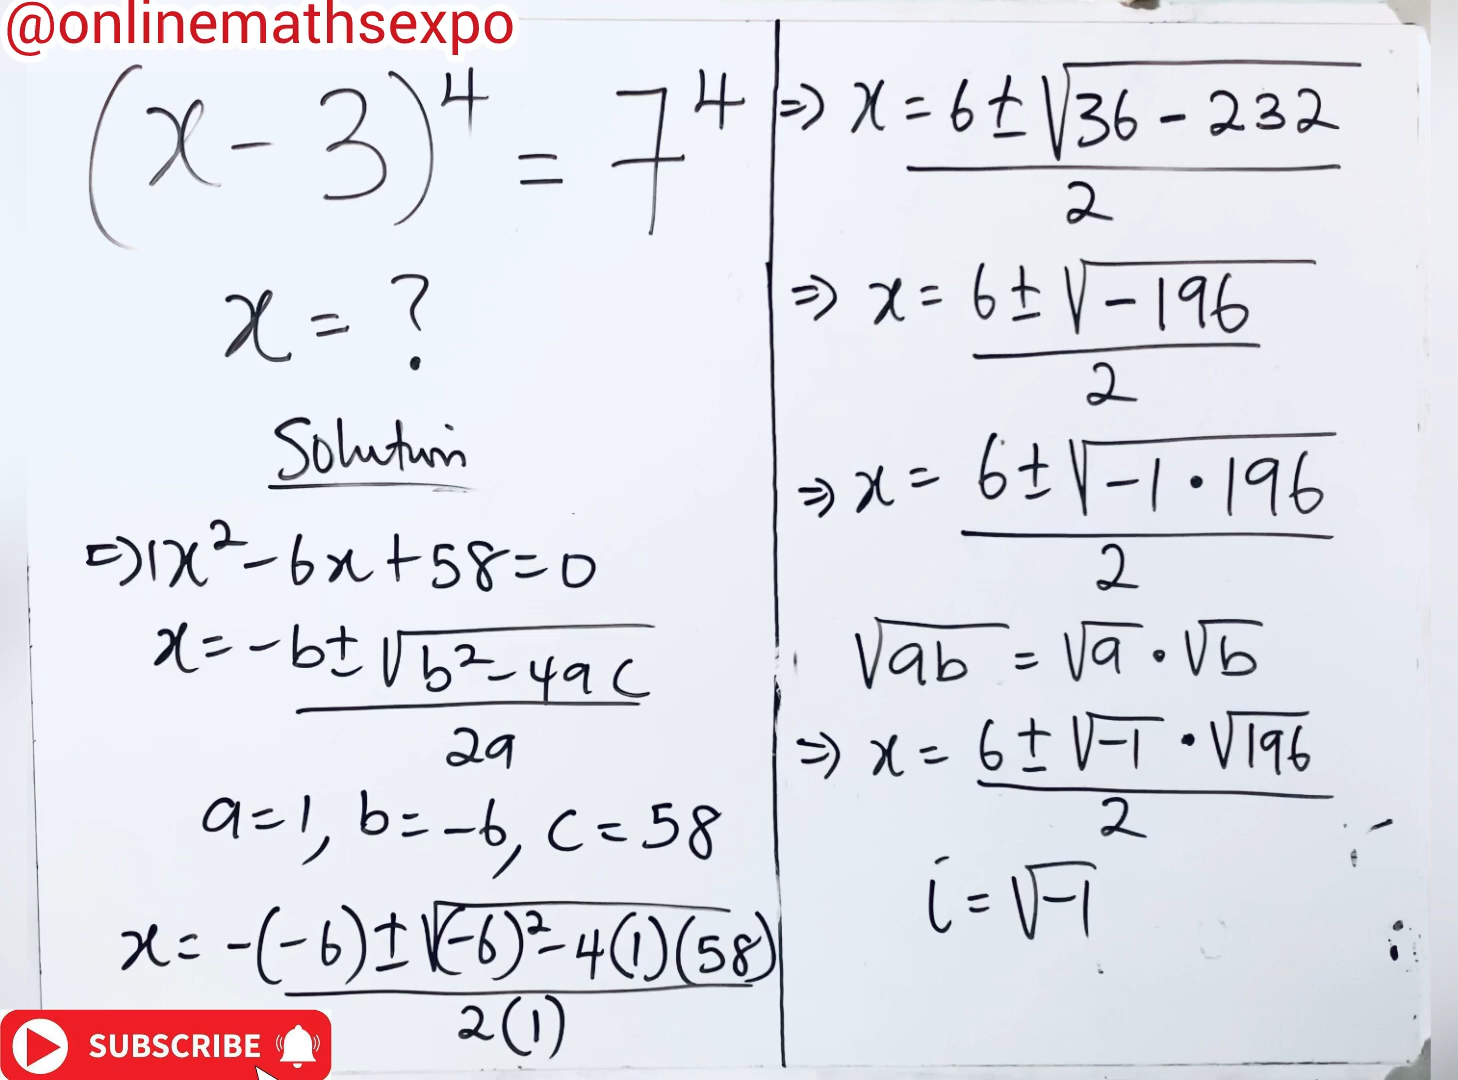 @onlinemathsexpo
(x-3)⁴ = 7⁴
x = ?
Solution
⇒ 1x²-6x+58=0
x = -b±√b²-4ac
2a
a=1, b=-6, c=58
x = -(-6)±√(-6)²-4(1)(58)
2(1)
SUBSCRIBE
⇒ x = 6±√36-232
2
⇒ x = 6±√-196
2
⇒ x = 6±√-1·196
2
√ab = √a·√b
⇒ x = 6±√-1·√196
2
i = √-1